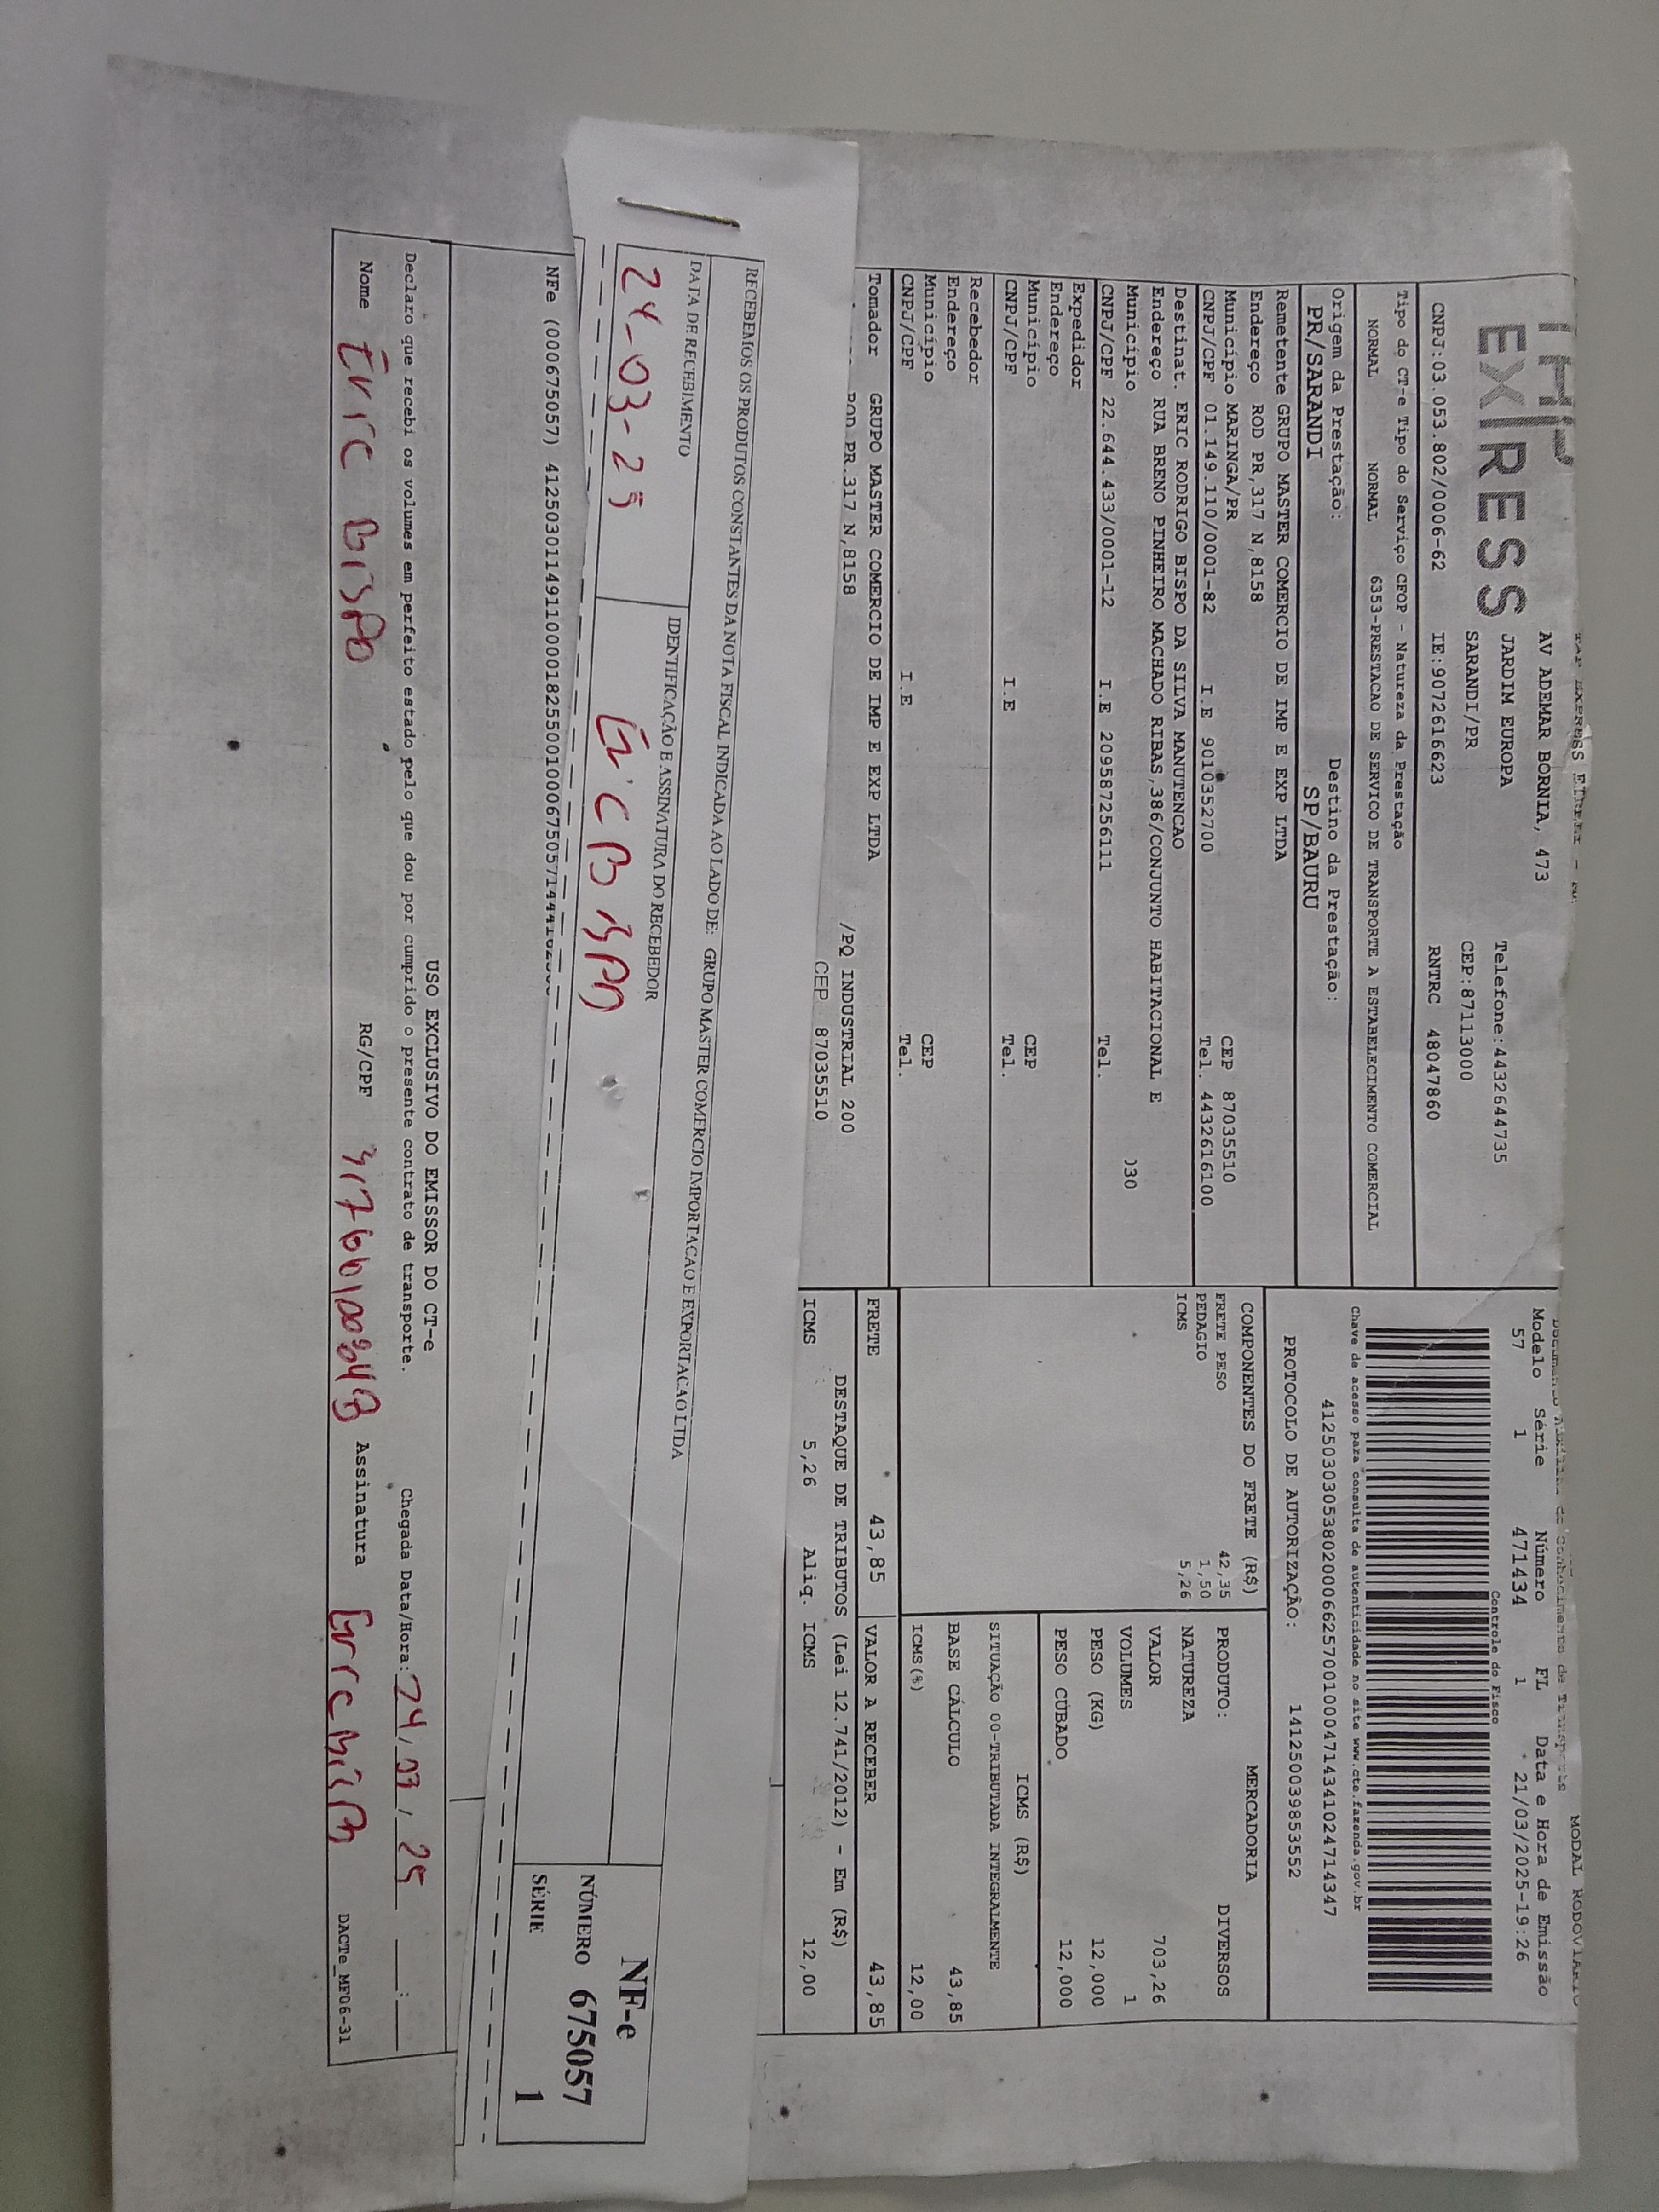 EXPRESS
AV ADEMAR BORNIA, 473
JARDIM EUROPA
SARANDI/PR
Telefone:4432644735
CEP:87113000
CNPJ:03.053.802/0006-62 IE:9072616623 RNTRC 48047860
Tipo do CT-e Tipo do Serviço CFOP - Natureza da Prestação
NORMAL NORMAL 6353-PRESTACAO DE SERVICO DE TRANSPORTE A ESTABELECIMENTO COMERCIAL
Origem da Prestação: Destino da Prestação:
PR/SARANDI SP/BAURU
Remetente GRUPO MASTER COMERCIO DE IMP E EXP LTDA
Endereço ROD PR,317 N,8158
Município MARINGA/PR CEP 87035510
CNPJ/CPF 01.149.110/0001-82 I.E 9010352700 Tel. 443261610​0
Destinat. ERIC RODRIGO BISPO DA SILVA MANUTENCAO
Endereço RUA BRENO PINHEIRO MACHADO RIBAS,386/CONJUNTO HABITACIONAL E
Município 030
CNPJ/CPF 22.644.433/0001-12 I.E 209587256111 Tel.
Expedidor
Endereço
Município CEP
CNPJ/CPF I.E Tel.
Recebedor
Endereço
Município CEP
CNPJ/CPF I.E Tel.
Tomador GRUPO MASTER COMERCIO DE IMP E EXP LTDA
ROD PR.317 N,8158 /PQ INDUSTRIAL 200
CEP 87035510
MODAL RODOVIARIO
Modelo Série Número FL Data e Hora de Emissão
57 1 471434 1 21/03/2025-19:26
Controle do Fisco
Chave de acesso para consulta de autenticidade no site www.cte.fazenda.gov.br
41250303053802000662570010004714341024714347
PROTOCOLO DE AUTORIZAÇÃO: 141250039853552
COMPONENTES DO FRETE (R$)
FRETE PESO 42,35
PEDAGIO 1,50
ICMS 5,26
MERCADORIA
PRODUTO: DIVERSOS
NATUREZA
VALOR 703,26
VOLUMES 1
PESO (KG) 12,000
PESO CÚBADO 12,000
ICMS (R$)
SITUAÇÃO 00-TRIBUTADA INTEGRALMENTE
BASE CÁLCULO 43,85
ICMS(%) 12,00
FRETE 43,85 VALOR A RECEBER 43,85
DESTAQUE DE TRIBUTOS (Lei 12.741/2012) - Em (R$)
ICMS 5,26 Aliq. ICMS 12,00
RECEBEMOS OS PRODUTOS CONSTANTES DA NOTA FISCAL INDICADA AO LADO DE: GRUPO MASTER COMERCIO IMPORTACAO E EXPORTACAO LTDA
DATA DE RECEBIMENTO IDENTIFICAÇÃO E ASSINATURA DO RECEBEDOR
24-03-25
NF-e
NÚMERO 675057
SÉRIE 1
NFe (000675057)
USO EXCLUSIVO DO EMISSOR DO CT-e
Declaro que recebi os volumes em perfeito estado pelo que dou por cumprido o presente contrato de transporte. Chegada Data/Hora: 24/03/25 __:__
Nome Eric Bispo RG/CPF Assinatura DACTe_MF06-31